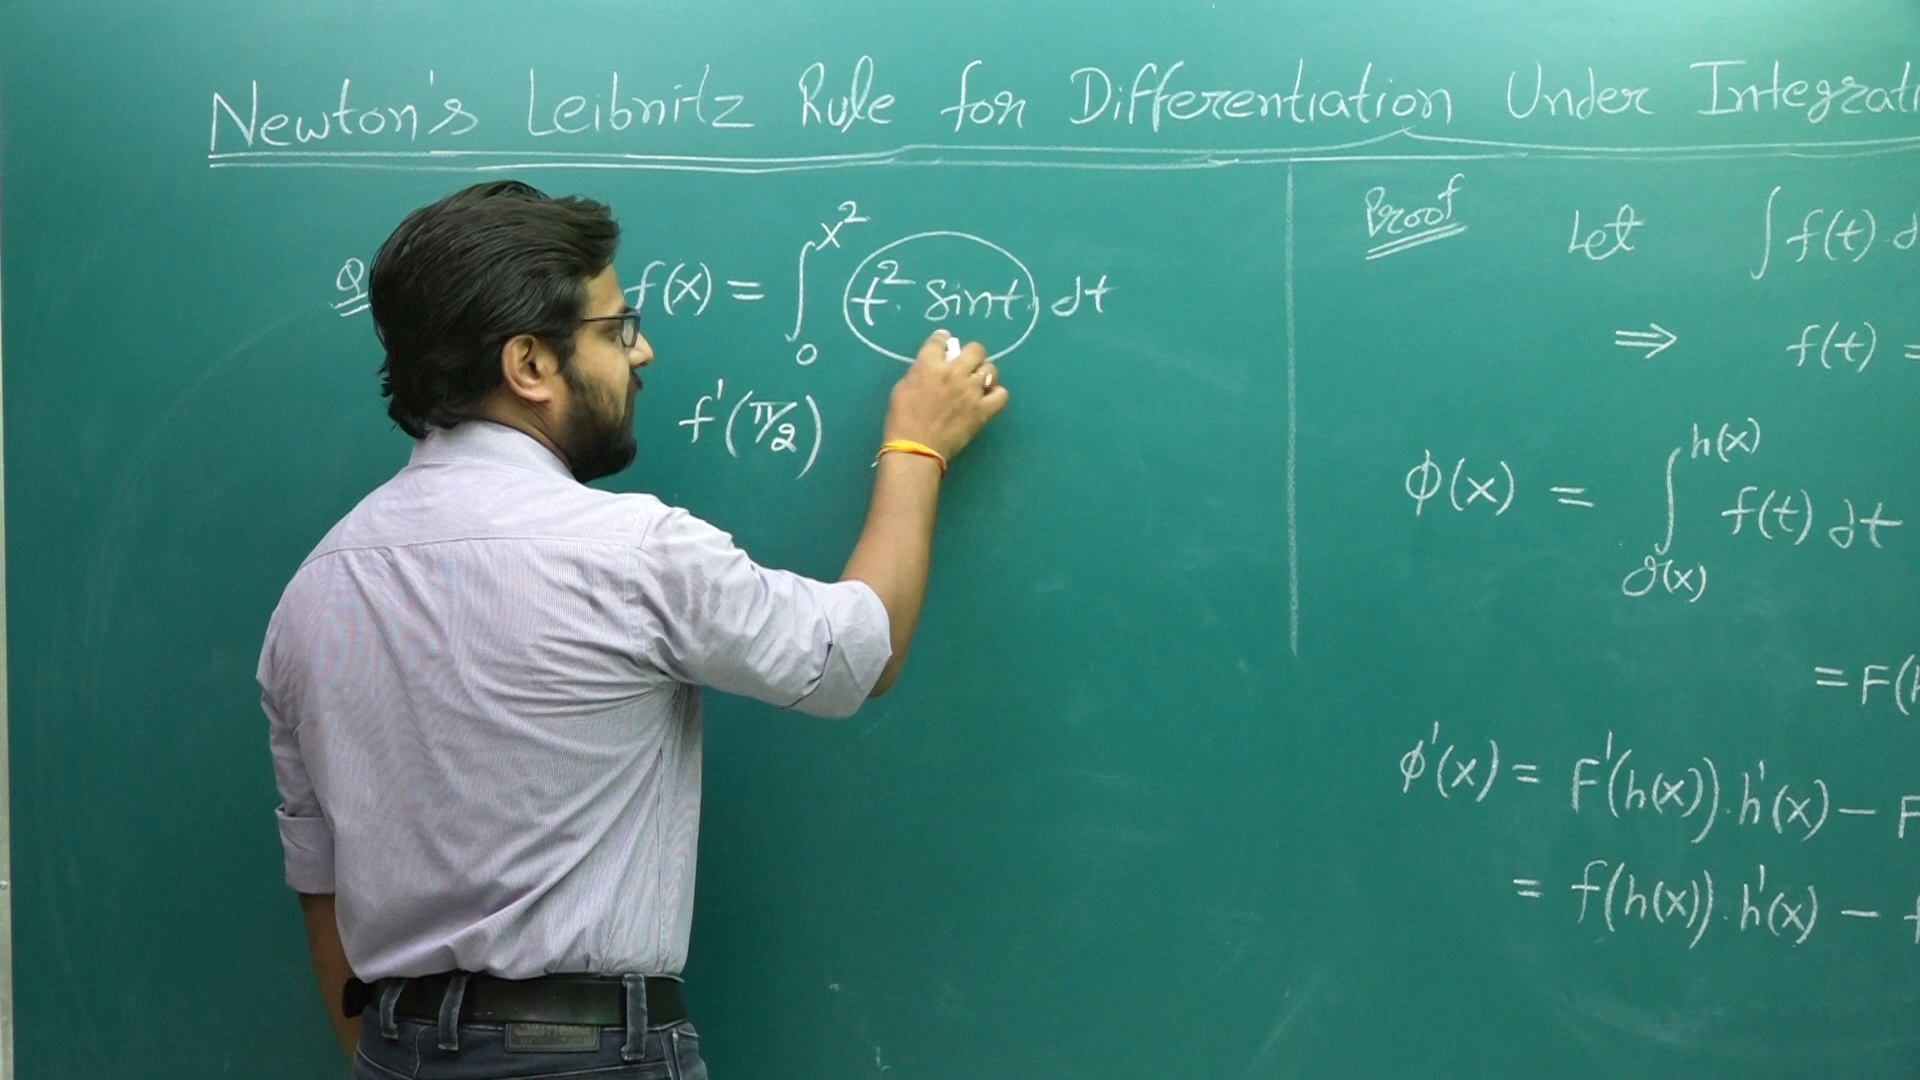 Newton's Leibnitz Rule for Differentiation Under Integrati
Q f(x) = ∫₀^{x²} t² · sint · dt
f'(π/2)
Proof Let ∫ f(t) · d
⇒ f(t) =
φ(x) = ∫_{g(x)}^{h(x)} f(t) dt
= F(h
φ'(x) = F'(h(x)) · h'(x) − F
= f(h(x)) · h'(x) − f